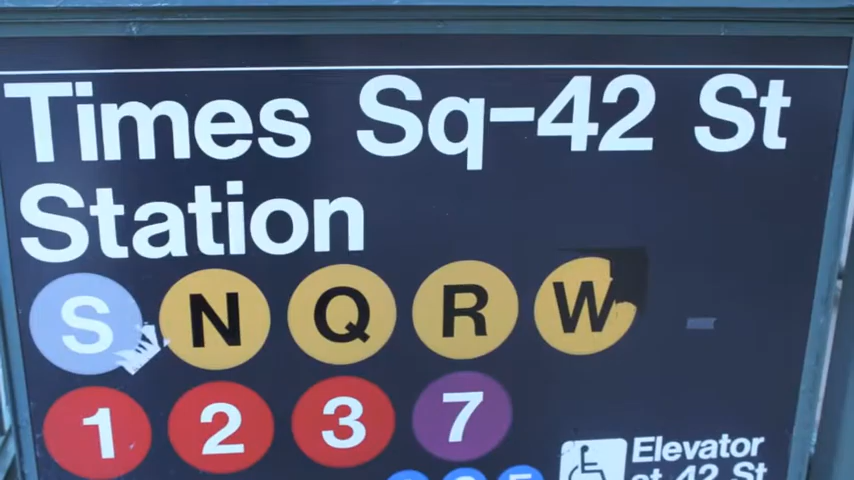 Times Sq-42 St
Station
S N Q R W
1 2 3 7
Elevator
at 42 St